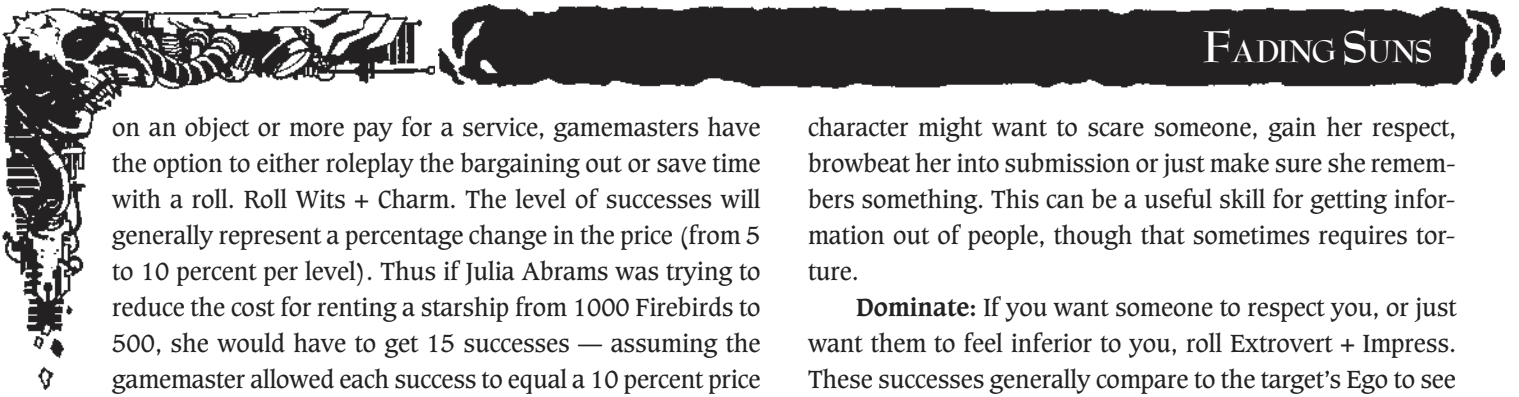 FADING SUNS
on an object or more pay for a service, gamemasters have
the option to either roleplay the bargaining out or save time
with a roll. Roll Wits + Charm. The level of successes will
generally represent a percentage change in the price (from 5
to 10 percent per level). Thus if Julia Abrams was trying to
reduce the cost for renting a starship from 1000 Firebirds to
500, she would have to get 15 successes — assuming the
gamemaster allowed each success to equal a 10 percent price
character might want to scare someone, gain her respect,
browbeat her into submission or just make sure she remem-
bers something. This can be a useful skill for getting infor-
mation out of people, though that sometimes requires tor-
ture.
Dominate: If you want someone to respect you, or just
want them to feel inferior to you, roll Extrovert + Impress.
These successes generally compare to the target's Ego to see